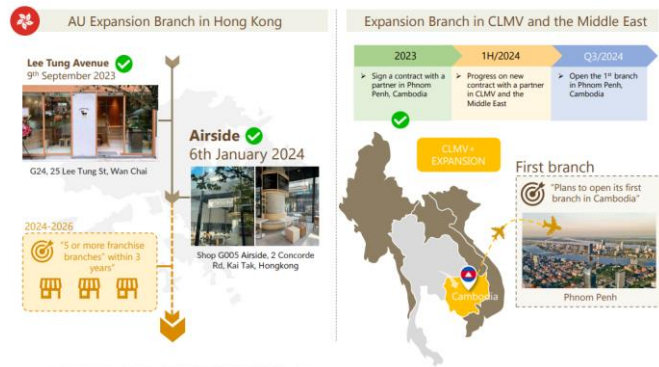 AU Expansion Branch in Hong Kong
Lee Tung Avenue
9th September 2023
G24, 25 Lee Tung St, Wan Chai
Airside
6th January 2024
Shop G005 Airside, 2 Concorde
Rd, Kai Tak, Hongkong
2024-2026
"5 or more franchise
branches" within 3
years"
Expansion Branch in CLMV and the Middle East
2023
1H/2024
Q3/2024
➢ Sign a contract with a
partner in Phnom
Penh, Cambodia
➢ Progress on new
contract with a partner
in CLMV and the
Middle East
➢ Open the 1st branch
in Phnom Penh,
Cambodia
CLMV+
EXPANSION
First branch
"Plans to open its first
branch in Cambodia"
Cambodia
Phnom Penh